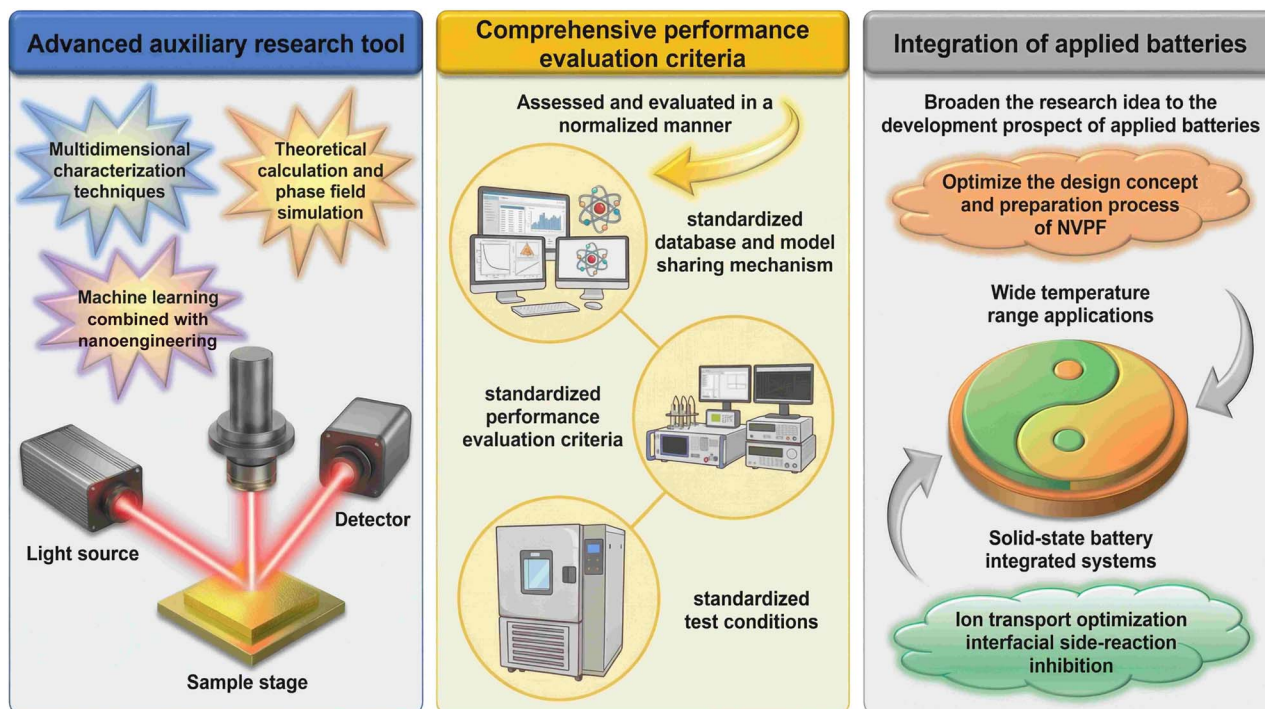 Advanced auxiliary research tool
Multidimensional
characterization
techniques
Theoretical
calculation and
phase field
simulation
Machine learning
combined with
nanoengineering
Light source
Detector
Sample stage
Comprehensive performance
evaluation criteria
Assessed and evaluated in a
normalized manner
standardized
database and model
sharing mechanism
standardized
performance
evaluation criteria
standardized
test conditions
Integration of applied batteries
Broaden the research idea to the
development prospect of applied batteries
Optimize the design concept
and preparation process
of NVPF
Wide temperature
range applications
Solid-state battery
integrated systems
Ion transport optimization
interfacial side-reaction
inhibition